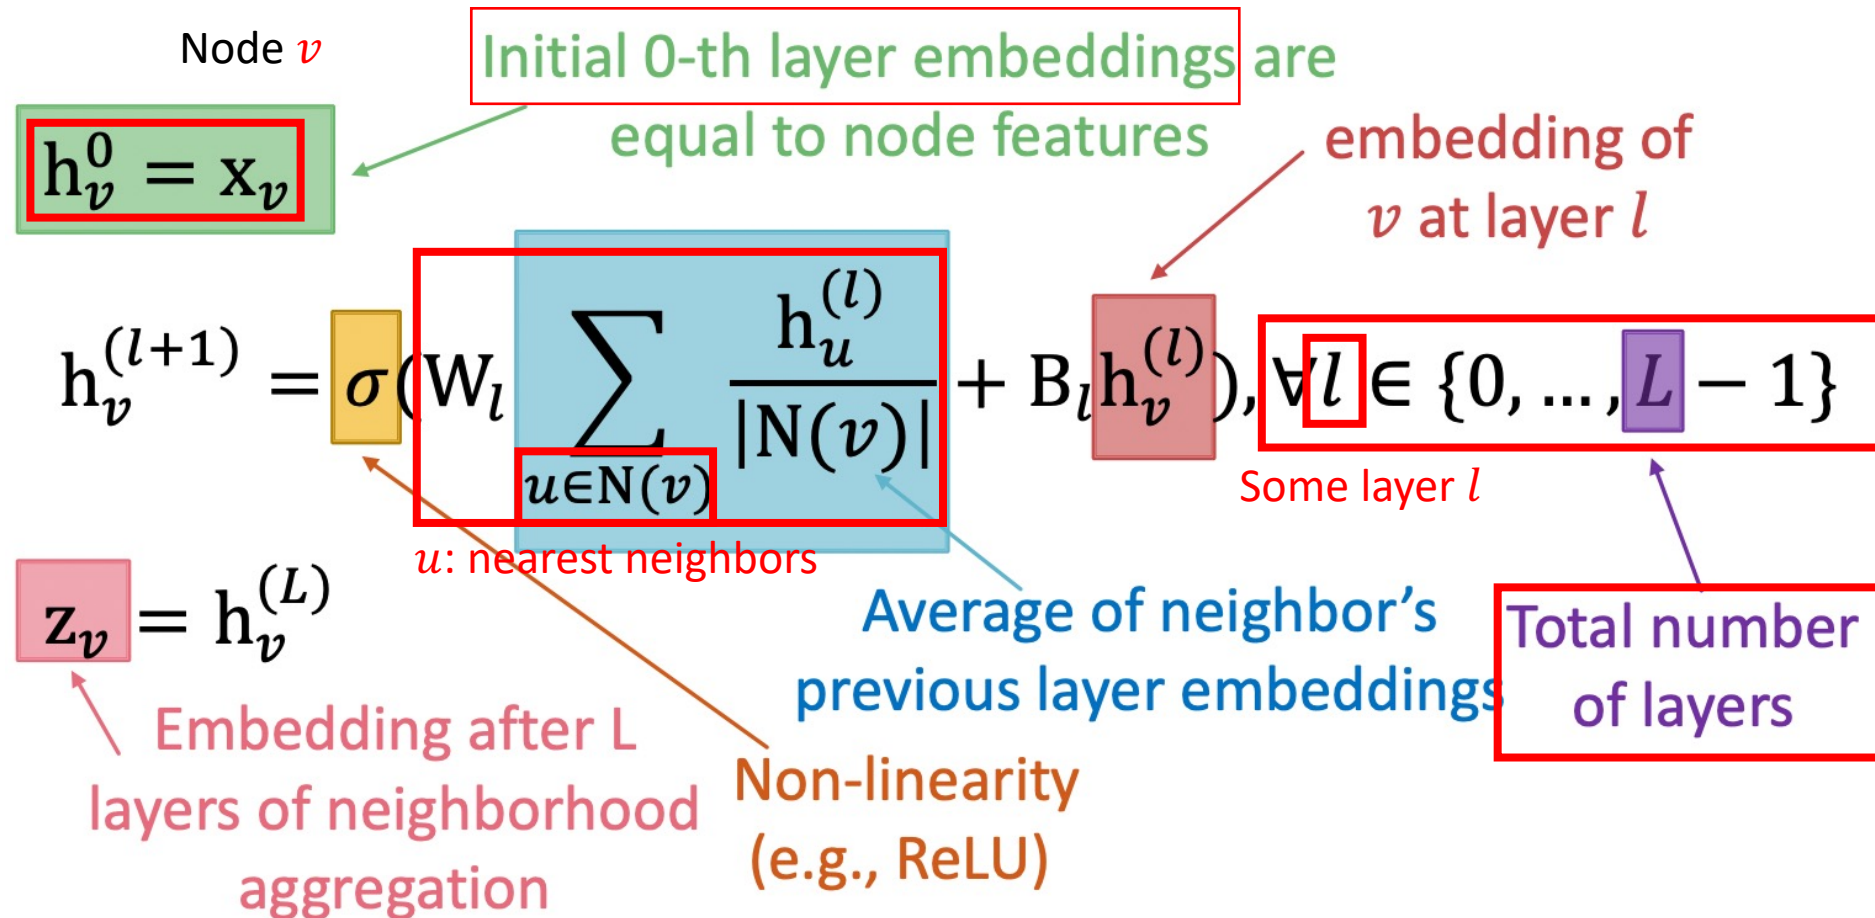 Node v
Initial 0-th layer embeddings are
equal to node features
h_v^0 = x_v
embedding of
v at layer l
h_v^{(l+1)} = σ(W_l ∑_{u∈N(v)} h_u^{(l)} / |N(v)| + B_l h_v^{(l)}), ∀l ∈ {0, ..., L − 1}
Some layer l
u: nearest neighbors
z_v = h_v^{(L)}
Average of neighbor's
previous layer embeddings
Total number
of layers
Embedding after L
layers of neighborhood
aggregation
Non-linearity
(e.g., ReLU)